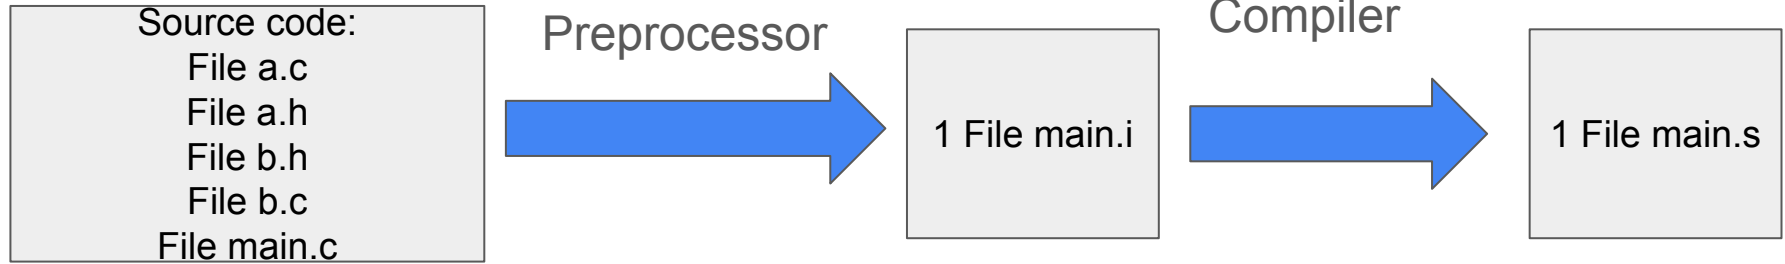 Source code:
File a.c
File a.h
File b.h
File b.c
File main.c
Preprocessor
1 File main.i
Compiler
1 File main.s